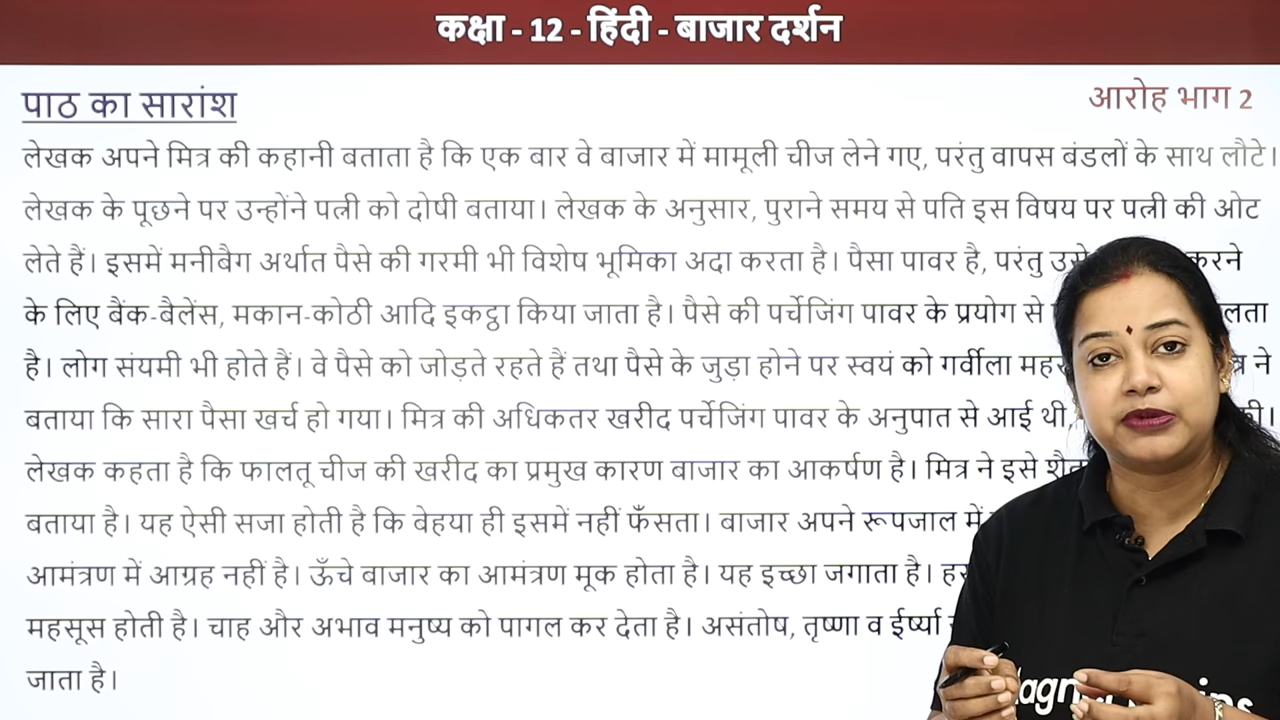 कक्षा - 12 - हिंदी - बाजार दर्शन
पाठ का सारांश
आरोह भाग 2
लेखक अपने मित्र की कहानी बताता है कि एक बार वे बाजार में मामूली चीज लेने गए, परंतु वापस बंडलों के साथ लौटे।
लेखक के पूछने पर उन्होंने पत्नी को दोषी बताया। लेखक के अनुसार, पुराने समय से पति इस विषय पर पत्नी की ओट
लेते हैं। इसमें मनीबैग अर्थात पैसे की गरमी भी विशेष भूमिका अदा करता है। पैसा पावर है, परंतु करने
के लिए बैंक-बैलेंस, मकान-कोठी आदि इकट्ठा किया जाता है। पैसे की पर्चेजिंग पावर के प्रयोग से
है। लोग संयमी भी होते हैं। वे पैसे को जोड़ते रहते हैं तथा पैसे के जुड़ा होने पर स्वयं को गर्वीला ने
बताया कि सारा पैसा खर्च हो गया। मित्र की अधिकतर खरीद पर्चेजिंग पावर के अनुपात से आई थी,
लेखक कहता है कि फालतू चीज की खरीद का प्रमुख कारण बाजार का आकर्षण है। मित्र ने इसे
बताया है। यह ऐसी सजा होती है कि बेहया ही इसमें नहीं फँसता। बाजार अपने रूपजाल में
आमंत्रण में आग्रह नहीं है। ऊँचे बाजार का आमंत्रण मूक होता है। यह इच्छा जगाता है।
महसूस होती है। चाह और अभाव मनुष्य को पागल कर देता है। असंतोष, तृष्णा व ईर्ष्या
जाता है।